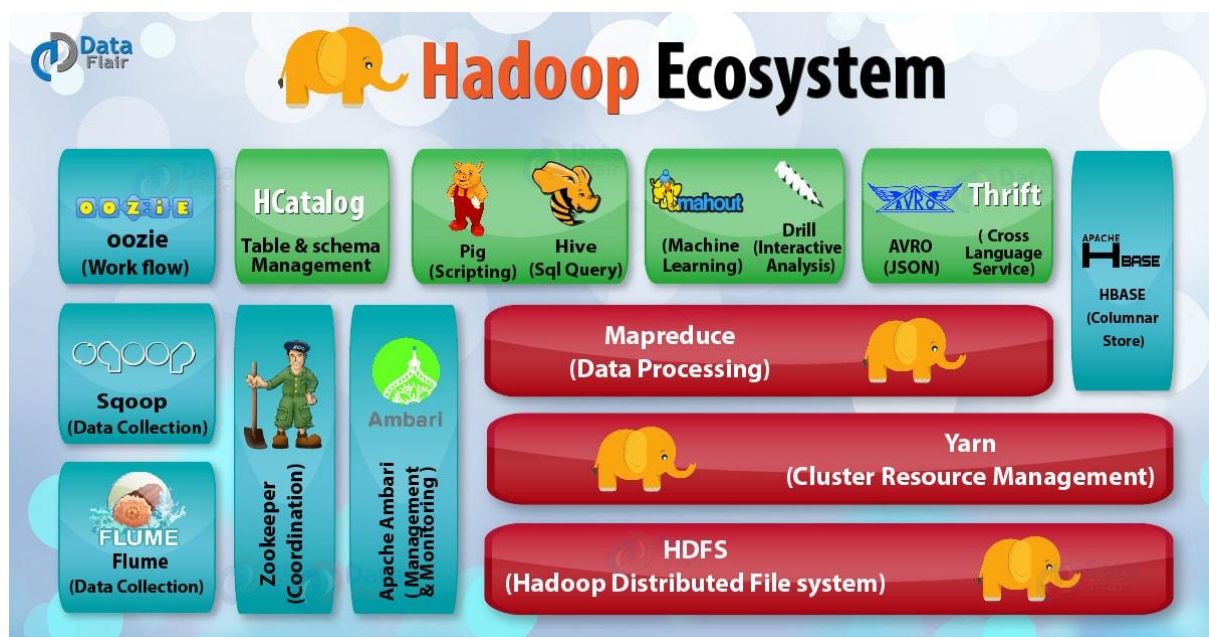 Data
Flair
Hadoop Ecosystem
OOZIE
oozie
(Work flow)
HCatalog
Table & schema
Management
Pig
(Scripting)
Hive
(Sql Query)
mahout
(Machine
Learning)
Drill
(Interactive
Analysis)
AVRO
AVRO
(JSON)
Thrift
( Cross
Language
Service)
APACHE
HBASE
HBASE
(Columnar
Store)
sqoop
Sqoop
(Data Collection)
ZOO
Zookeeper
(Coordination)
Ambari
Apache Ambari
( Management
& Monitoring )
Mapreduce
(Data Processing)
Yarn
(Cluster Resource Management)
FLUME
Flume
(Data Collection)
HDFS
(Hadoop Distributed File system)